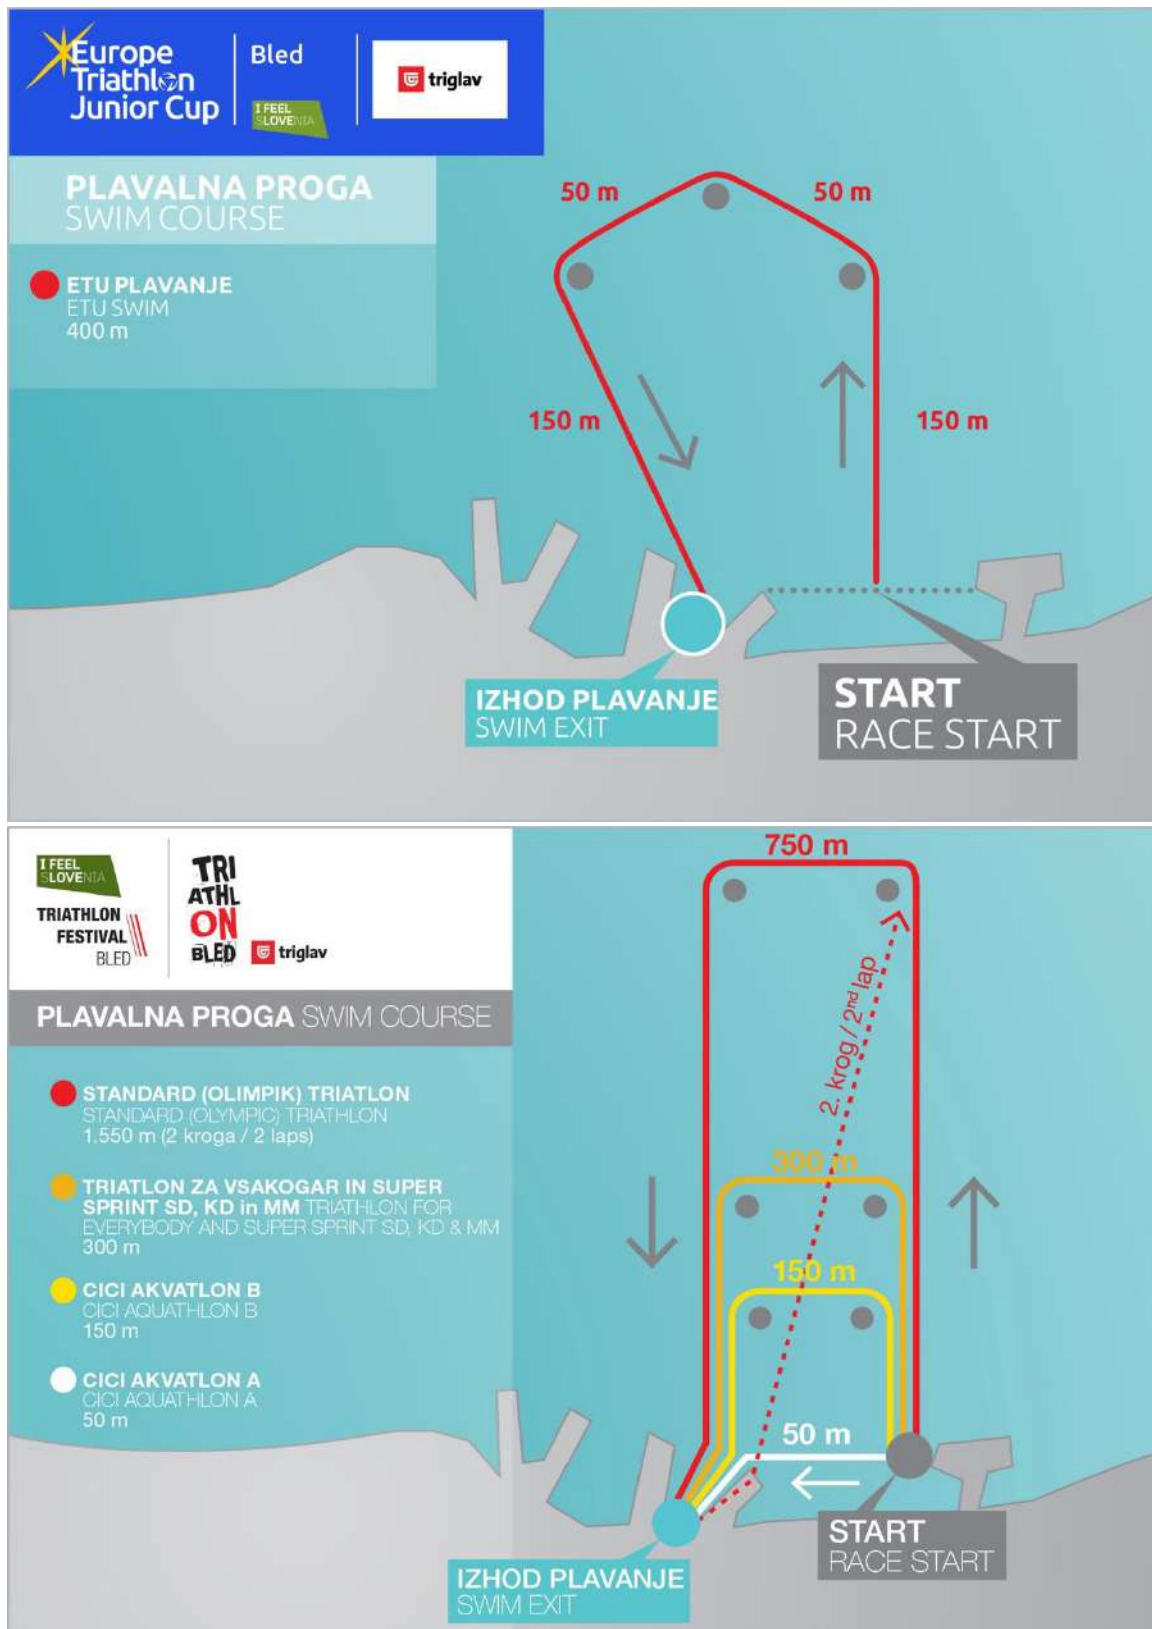 Europe
Triathlon
Junior Cup
Bled
I FEEL
SLOVENIA
triglav
PLAVALNA PROGA
SWIM COURSE
ETU PLAVANJE
ETU SWIM
400 m
50 m
50 m
150 m
150 m
IZHOD PLAVANJE
SWIM EXIT
START
RACE START
I FEEL
SLOVENIA
TRIATHLON
FESTIVAL
BLED
TRI
ATHL
ON
BLED
triglav
PLAVALNA PROGA SWIM COURSE
STANDARD (OLIMPIK) TRIATLON
STANDARD (OLYMPIC) TRIATHLON
1.550 m (2 kroga / 2 laps)
TRIATLON ZA VSAKOGAR IN SUPER
SPRINT SD, KD in MM TRIATHLON FOR
EVERYBODY AND SUPER SPRINT SD, KD & MM
300 m
CICI AKVATLON B
CICI AQUATHLON B
150 m
CICI AKVATLON A
CICI AQUATHLON A
50 m
750 m
2. krog / 2nd lap
300 m
150 m
50 m
START
RACE START
IZHOD PLAVANJE
SWIM EXIT